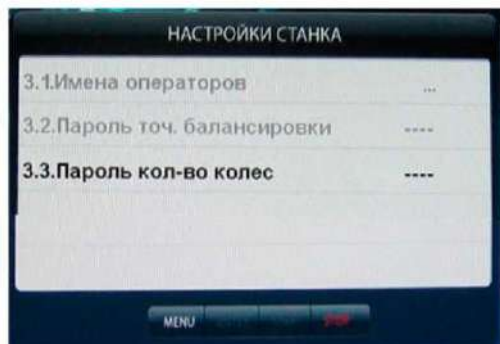 НАСТРОЙКИ СТАНКА
3.1.Имена операторов ...
3.2.Пароль точ. балансировки ----
3.3.Пароль кол-во колес ----
MENU STOP